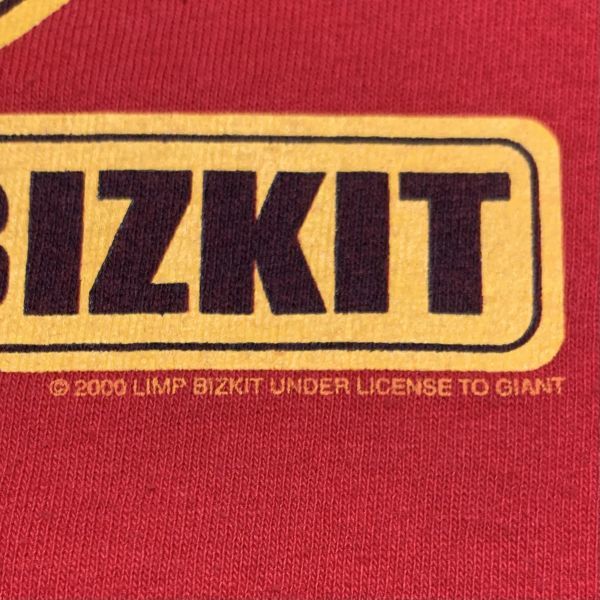 BIZKIT
© 2000 LIMP BIZKIT UNDER LICENSE TO GIANT